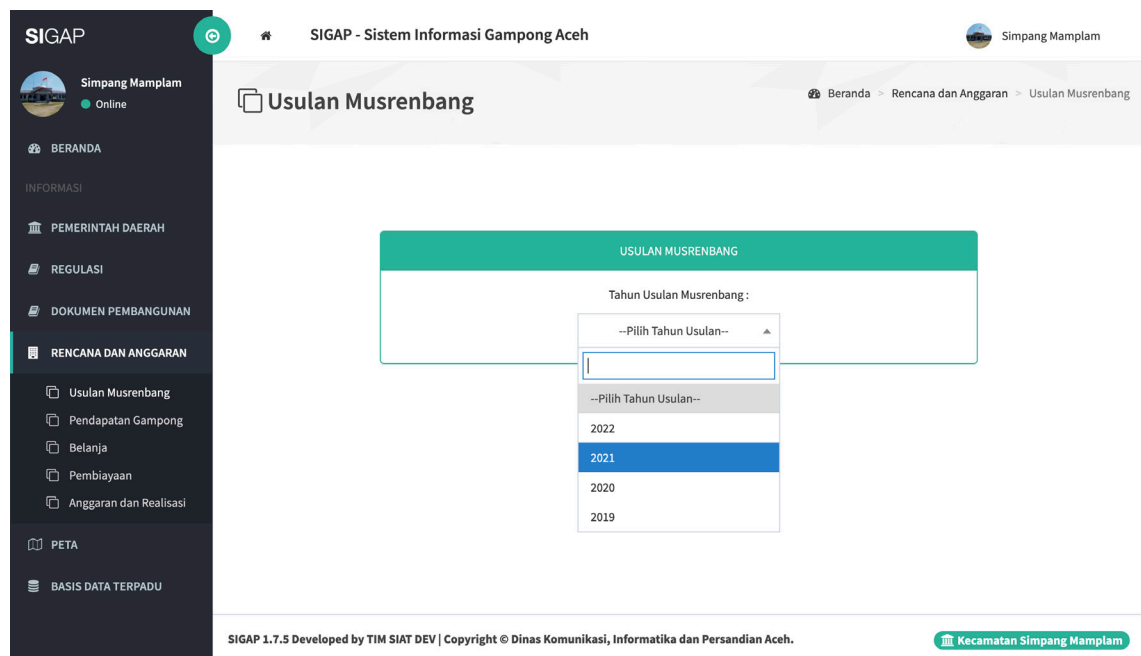 SIGAP
SIGAP - Sistem Informasi Gampong Aceh
Simpang Mamplam
Simpang Mamplam
Online
Usulan Musrenbang
Beranda > Rencana dan Anggaran > Usulan Musrenbang
BERANDA
INFORMASI
PEMERINTAH DAERAH
REGULASI
DOKUMEN PEMBANGUNAN
RENCANA DAN ANGGARAN
Usulan Musrenbang
Pendapatan Gampong
Belanja
Pembiayaan
Anggaran dan Realisasi
PETA
BASIS DATA TERPADU
USULAN MUSRENBANG
Tahun Usulan Musrenbang :
--Pilih Tahun Usulan--
--Pilih Tahun Usulan--
2022
2021
2020
2019
SIGAP 1.7.5 Developed by TIM SIAT DEV | Copyright © Dinas Komunikasi, Informatika dan Persandian Aceh.
Kecamatan Simpang Mamplam